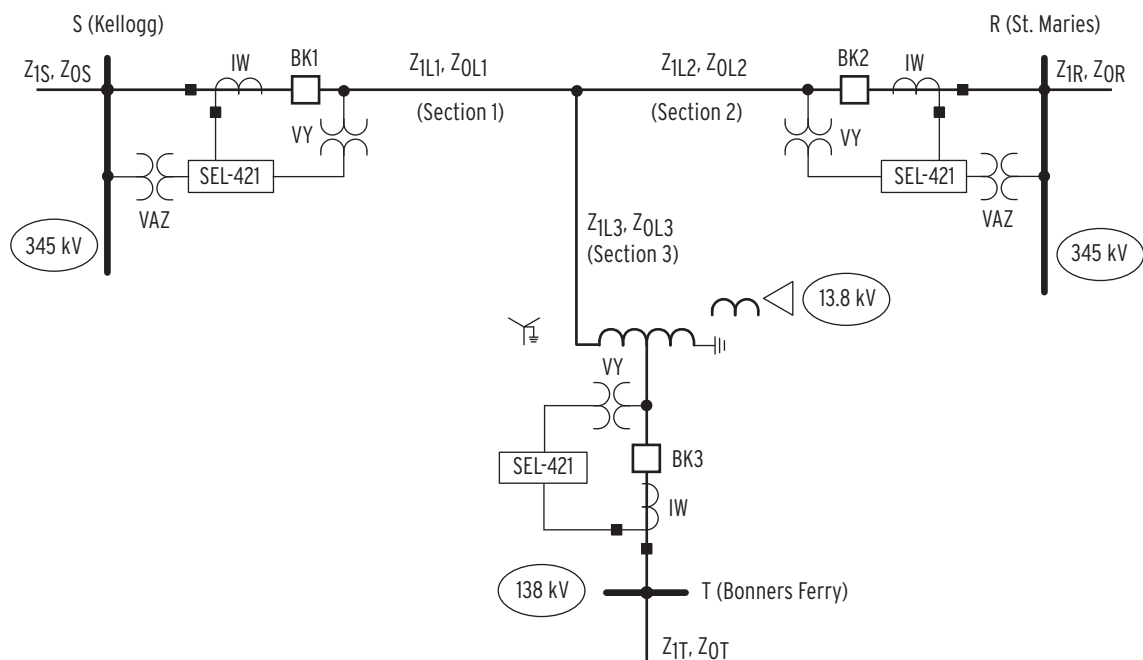 S (Kellogg)
R (St. Maries)
Z1S, Z0S
IW
BK1
Z1L1, Z0L1
Z1L2, Z0L2
BK2
IW
Z1R, Z0R
(Section 1)
(Section 2)
VY
VY
SEL-421
SEL-421
VAZ
VAZ
345 kV
345 kV
Z1L3, Z0L3
(Section 3)
13.8 kV
VY
SEL-421
BK3
IW
138 kV
T (Bonners Ferry)
Z1T, Z0T